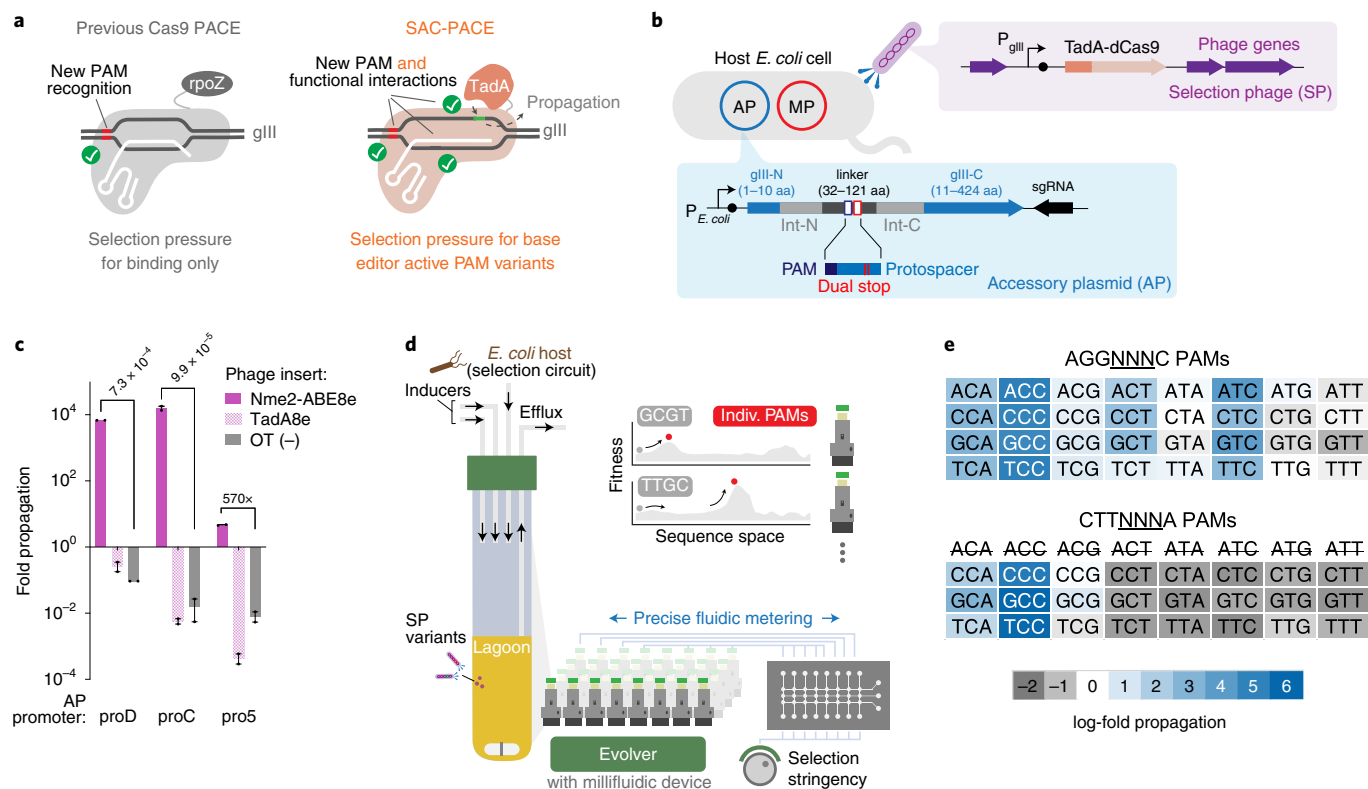 a
Previous Cas9 PACE
New PAM
recognition
rpoZ
gIII
Selection pressure
for binding only
SAC-PACE
New PAM and
functional interactions
TadA
Propagation
gIII
Selection pressure for base
editor active PAM variants
b
Host E. coli cell
AP
MP
PgIII
TadA-dCas9
Phage genes
Selection phage (SP)
gIII-N
(1–10 aa)
linker
(32–121 aa)
gIII-C
(11–424 aa)
sgRNA
PE. coli
Int-N
Int-C
PAM
Protospacer
Dual stop
Accessory plasmid (AP)
c
7.3 × 10−4
9.9 × 10−5
570×
Phage insert:
Nme2-ABE8e
TadA8e
OT (–)
Fold propagation
104
102
100
10−2
10−4
AP
promoter:
proD
proC
pro5
d
E. coli host
(selection circuit)
Inducers
Efflux
SP
variants
Lagoon
GCGT
Indiv. PAMs
TTGC
Fitness
Sequence space
Precise fluidic metering
Evolver
with millifluidic device
Selection
stringency
e
AGGNNNC PAMs
ACA ACC ACG ACT ATA ATC ATG ATT
CCA CCC CCG CCT CTA CTC CTG CTT
GCA GCC GCG GCT GTA GTC GTG GTT
TCA TCC TCG TCT TTA TTC TTG TTT
CTTNNNA PAMs
ACA ACC ACG ACT ATA ATC ATG ATT
CCA CCC CCG CCT CTA CTC CTG CTT
GCA GCC GCG GCT GTA GTC GTG GTT
TCA TCC TCG TCT TTA TTC TTG TTT
−2 −1 0 1 2 3 4 5 6
log-fold propagation